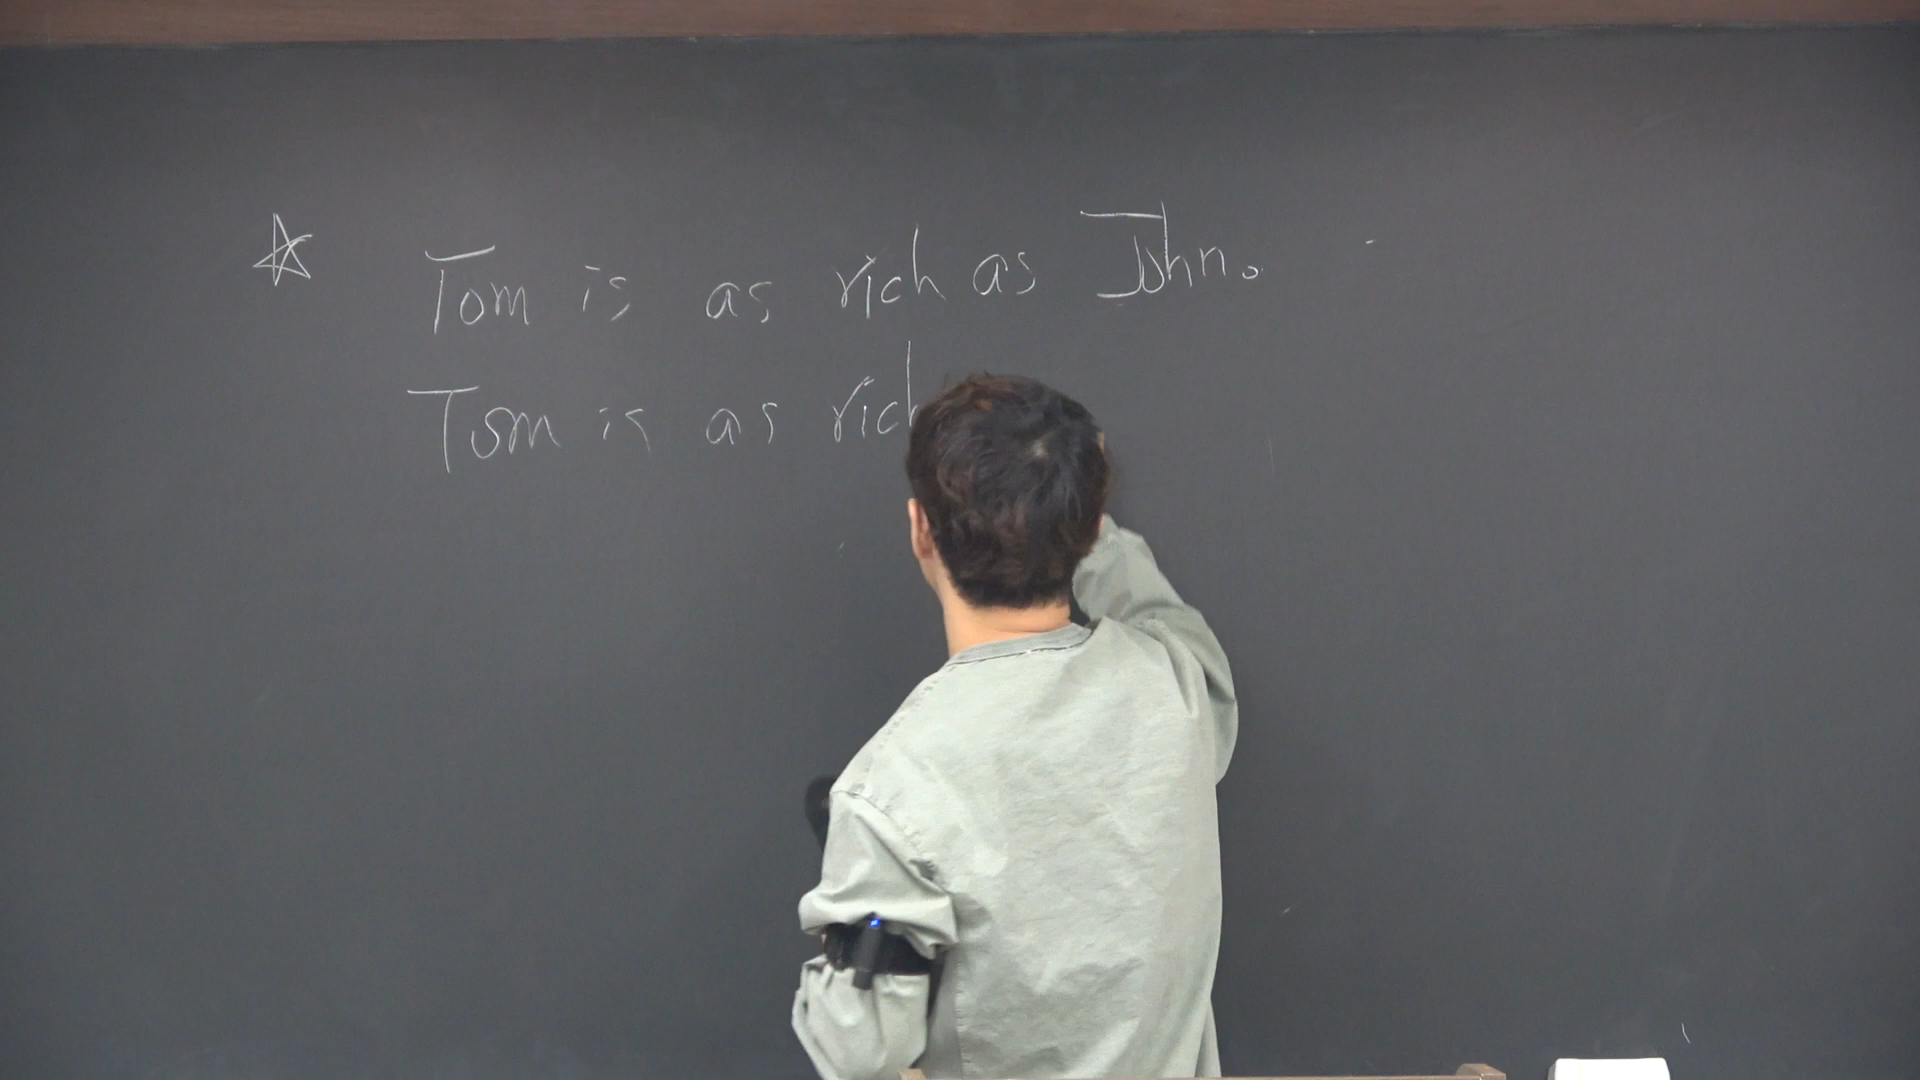 ☆ Tom is as rich as John.
Tom is as rich